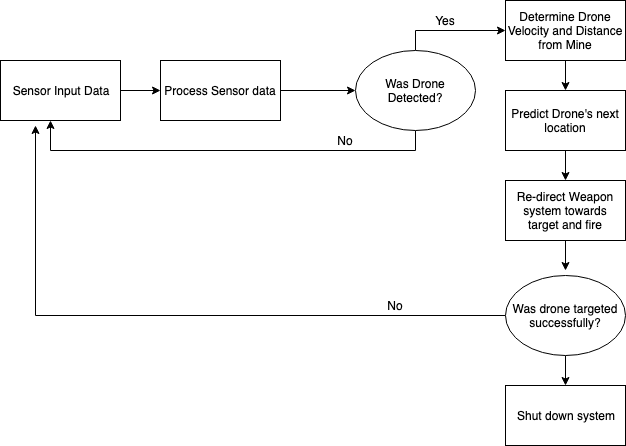 Yes
Determine Drone
Velocity and Distance
from Mine
Sensor Input Data
Process Sensor data
Was Drone
Detected?
No
Predict Drone's next
location
Re-direct Weapon
system towards
target and fire
No
Was drone targeted
successfully?
Shut down system